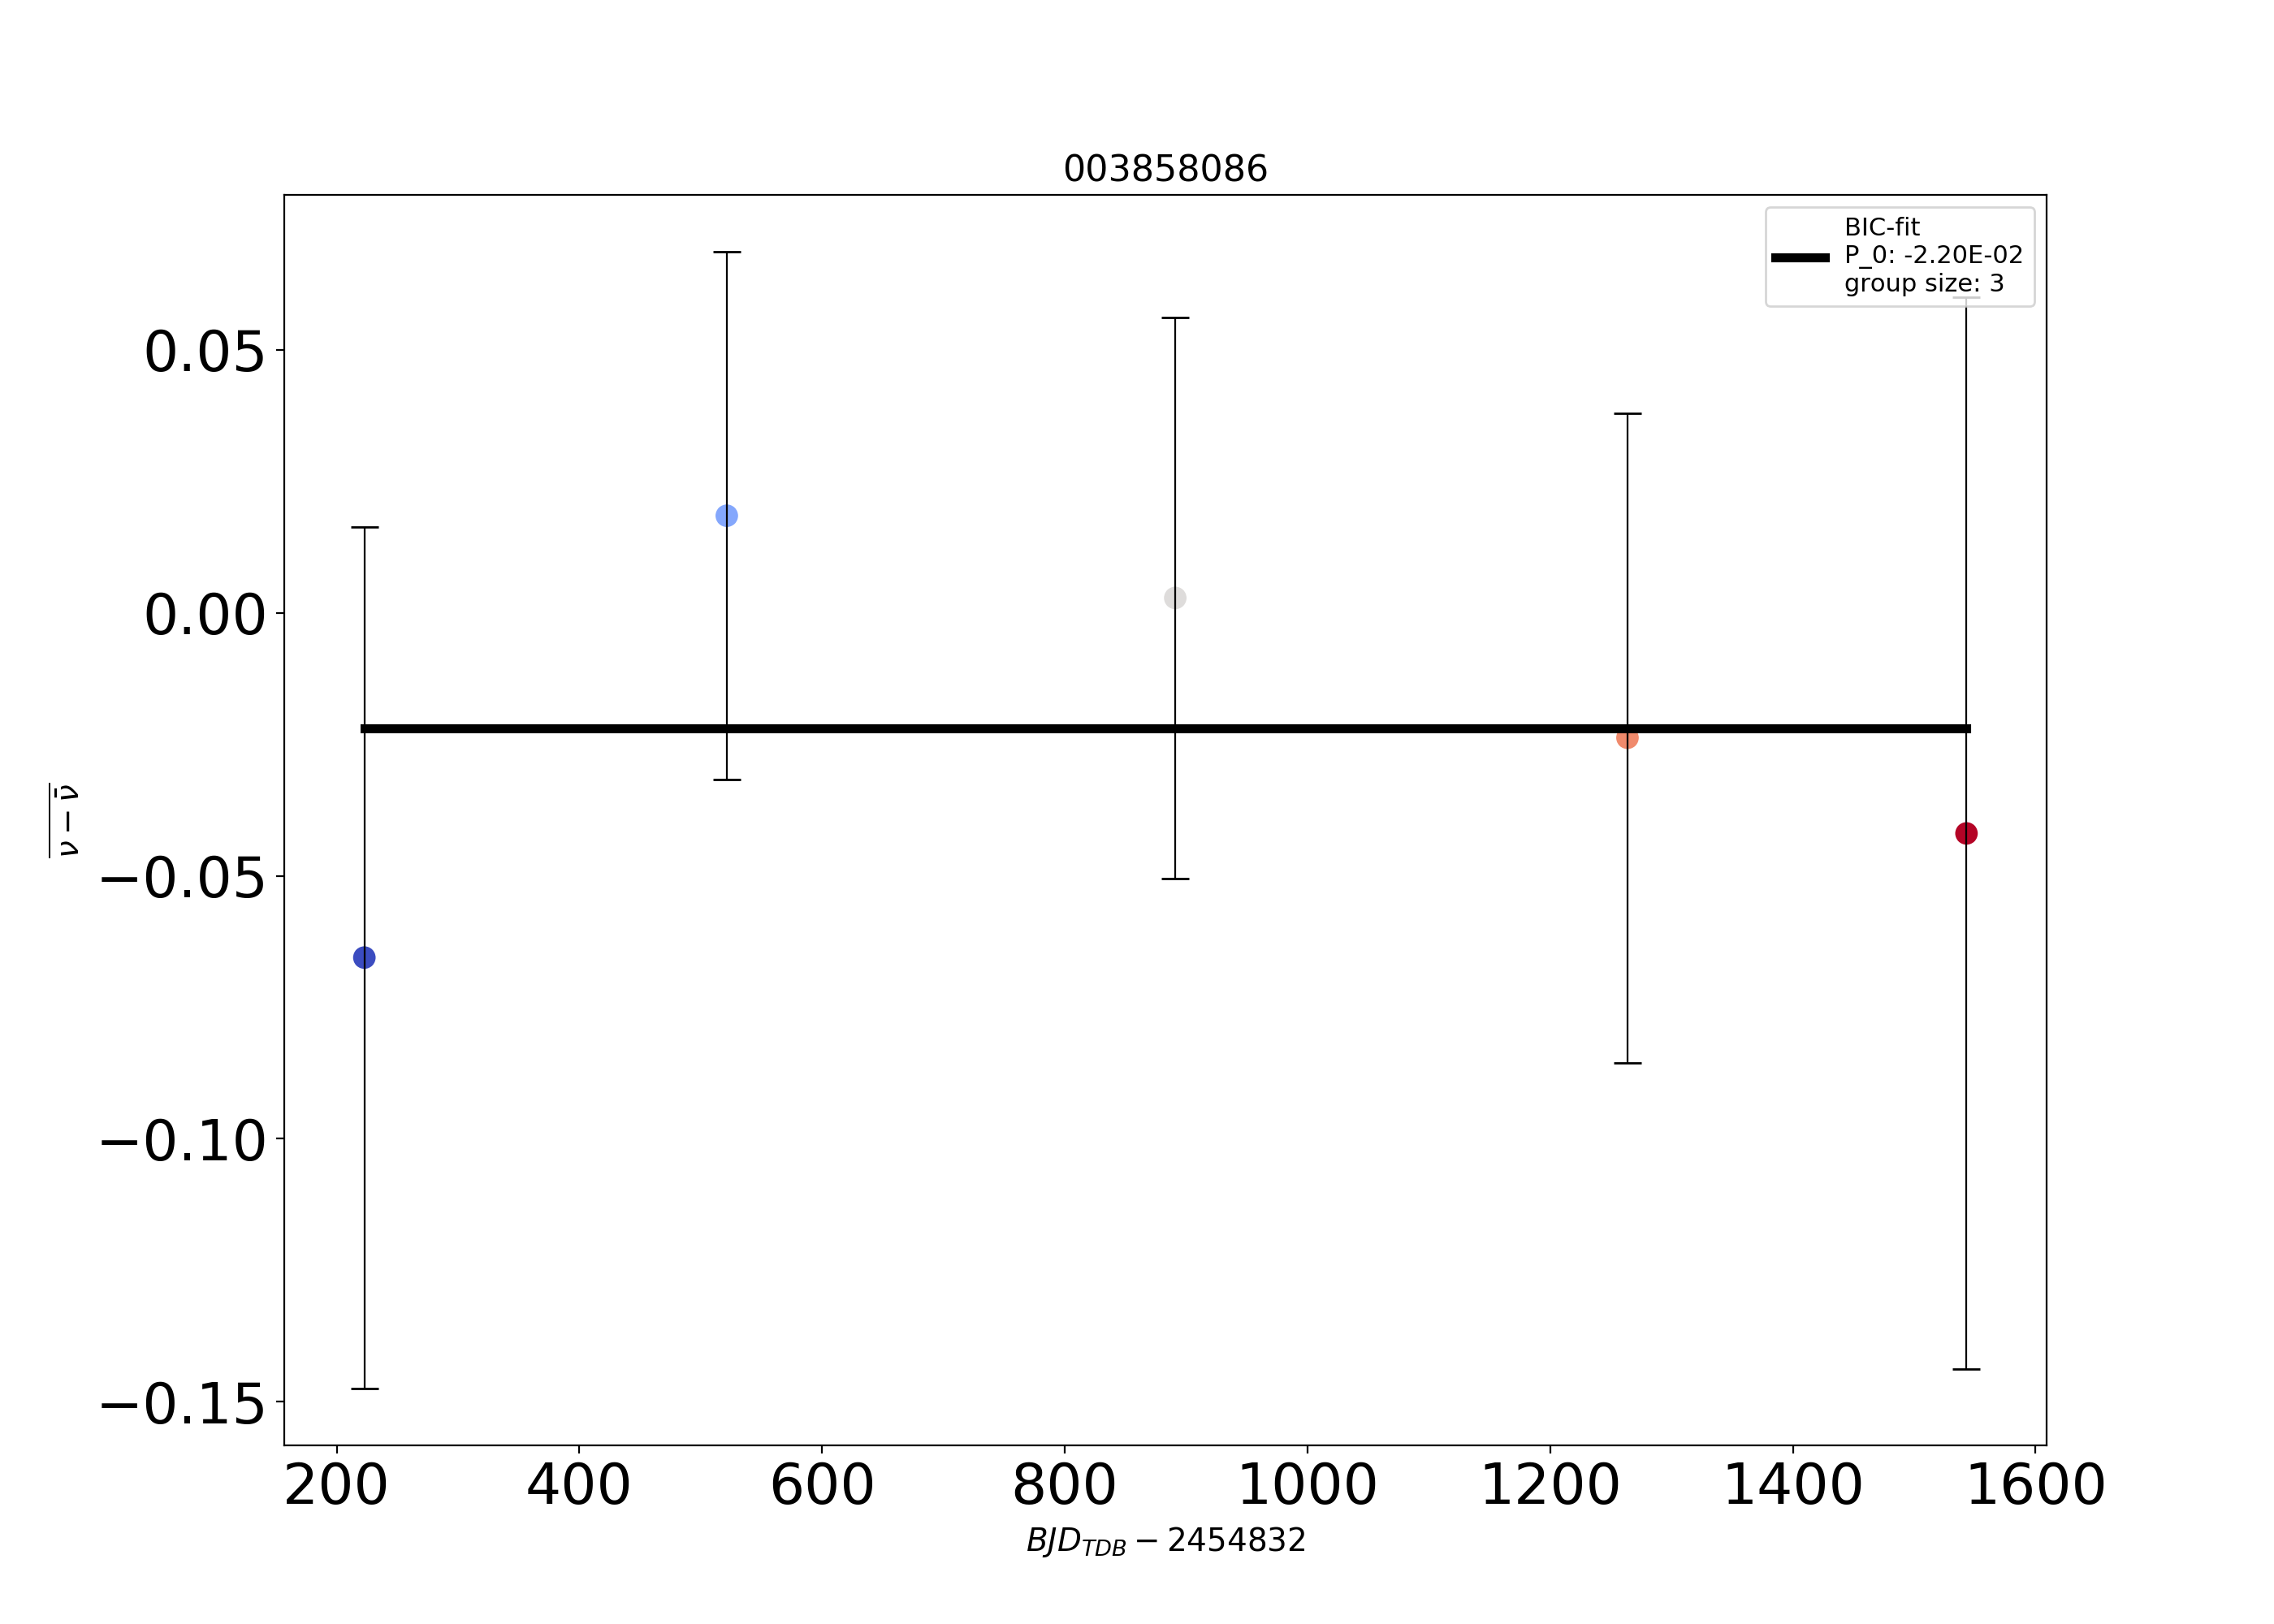 003858086
BIC-fit
P_0: -2.20E-02
group size: 3
0.05
0.00
−0.05
−0.10
−0.15
ν − ν̄
200 400 600 800 1000 1200 1400 1600
BJD_TDB − 2454832